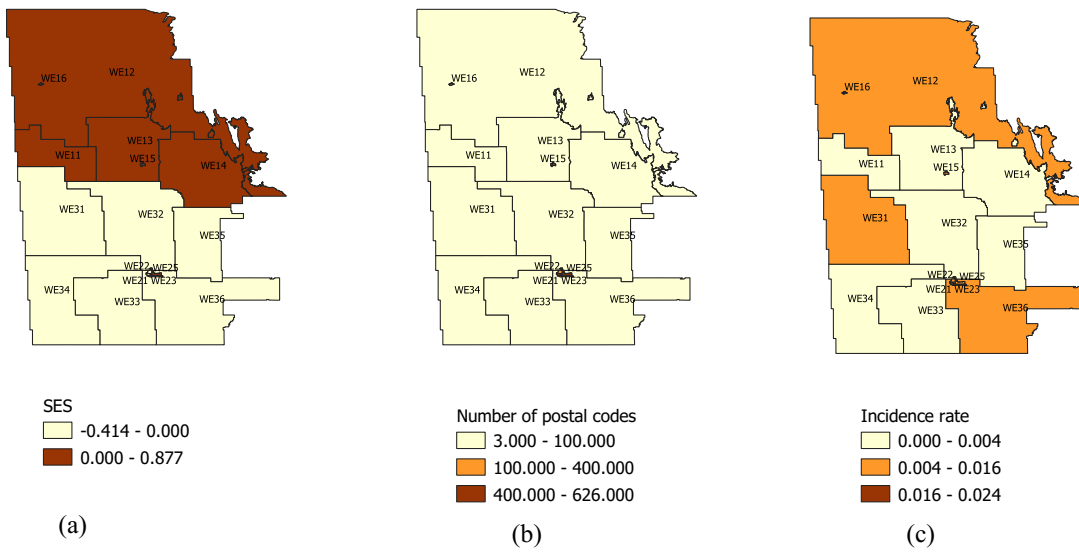 WE16
WE12
WE13
WE11
WE15
WE14
WE31
WE32
WE35
WE22
WE25
WE21
WE23
WE34
WE33
WE36
SES
-0.414 - 0.000
0.000 - 0.877
(a)
WE16
WE12
WE13
WE11
WE15
WE14
WE31
WE32
WE35
WE22
WE25
WE21
WE23
WE34
WE33
WE36
Number of postal codes
3.000 - 100.000
100.000 - 400.000
400.000 - 626.000
(b)
WE16
WE12
WE13
WE11
WE15
WE14
WE31
WE32
WE35
WE22
WE25
WE21
WE23
WE34
WE33
WE36
Incidence rate
0.000 - 0.004
0.004 - 0.016
0.016 - 0.024
(c)